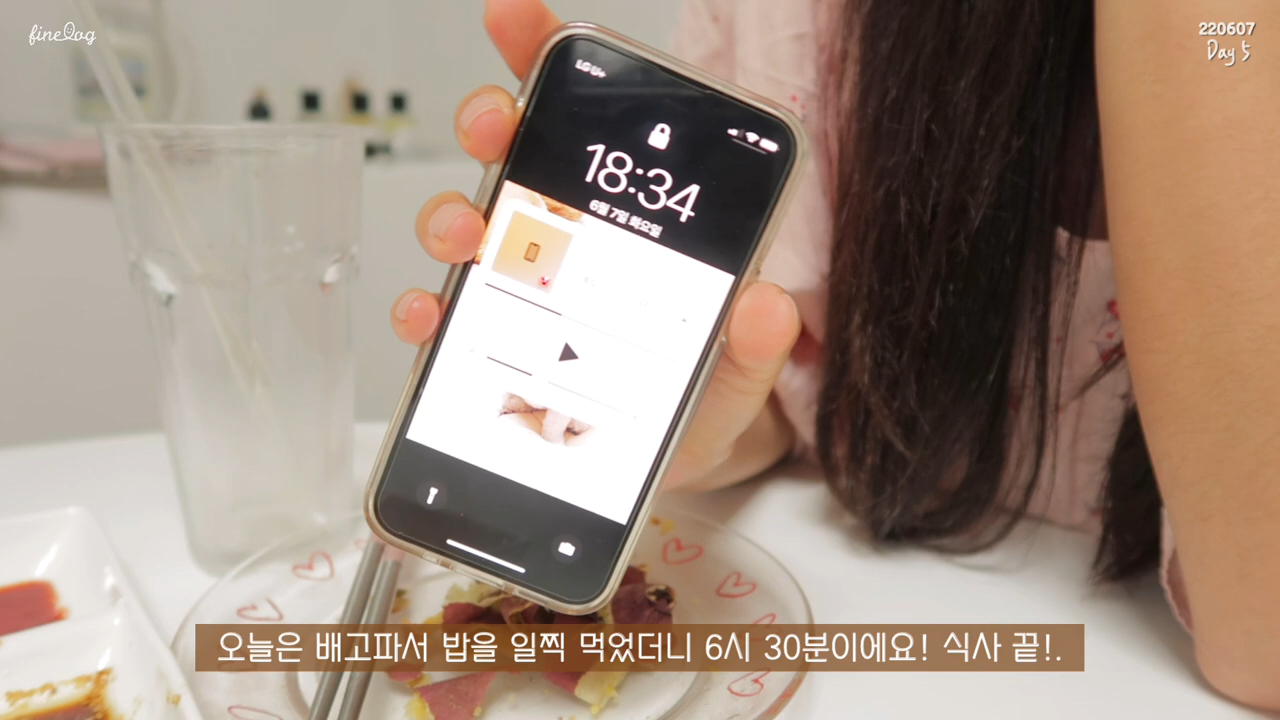 fineLog
220607
Day 5
LG U+
18:34
6월 7일 화요일
오늘은 배고파서 밥을 일찍 먹었더니 6시 30분이에요! 식사 끝!.